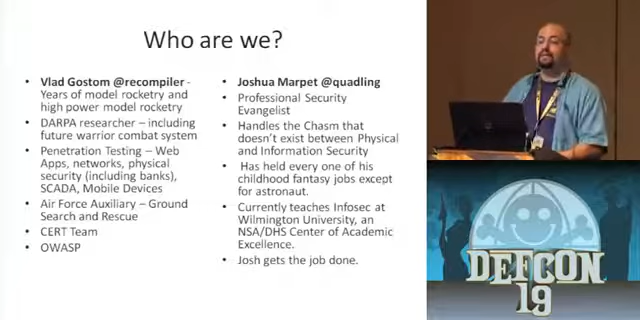 Who are we?
• Vlad Gostom @recompiler -
Years of model rocketry and
high power model rocketry
• DARPA researcher – including
future warrior combat system
• Penetration Testing – Web
Apps, networks, physical
security (including banks),
SCADA, Mobile Devices
• Air Force Auxiliary – Ground
Search and Rescue
• CERT Team
• OWASP
• Joshua Marpet @quadling
• Professional Security
Evangelist
• Handles the Chasm that
doesn't exist between Physical
and Information Security
• Has held every one of his
childhood fantasy jobs except
for astronaut.
• Currently teaches Infosec at
Wilmington University, an
NSA/DHS Center of Academic
Excellence.
• Josh gets the job done.
DEFCON
19